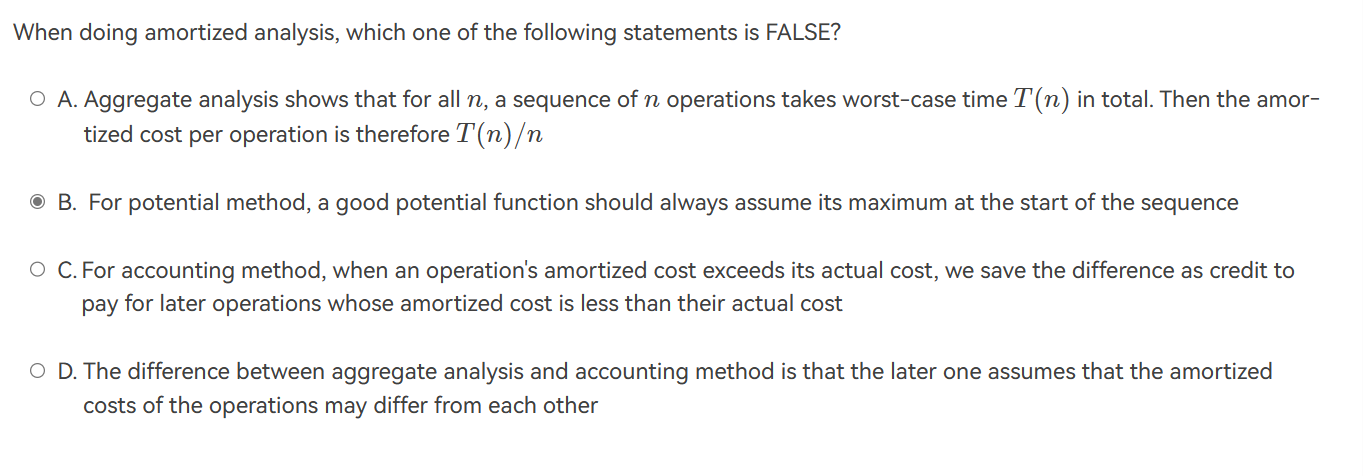 When doing amortized analysis, which one of the following statements is FALSE?
A. Aggregate analysis shows that for all n, a sequence of n operations takes worst-case time T(n) in total. Then the amor-
tized cost per operation is therefore T(n)/n
B. For potential method, a good potential function should always assume its maximum at the start of the sequence
C. For accounting method, when an operation's amortized cost exceeds its actual cost, we save the difference as credit to
pay for later operations whose amortized cost is less than their actual cost
D. The difference between aggregate analysis and accounting method is that the later one assumes that the amortized
costs of the operations may differ from each other